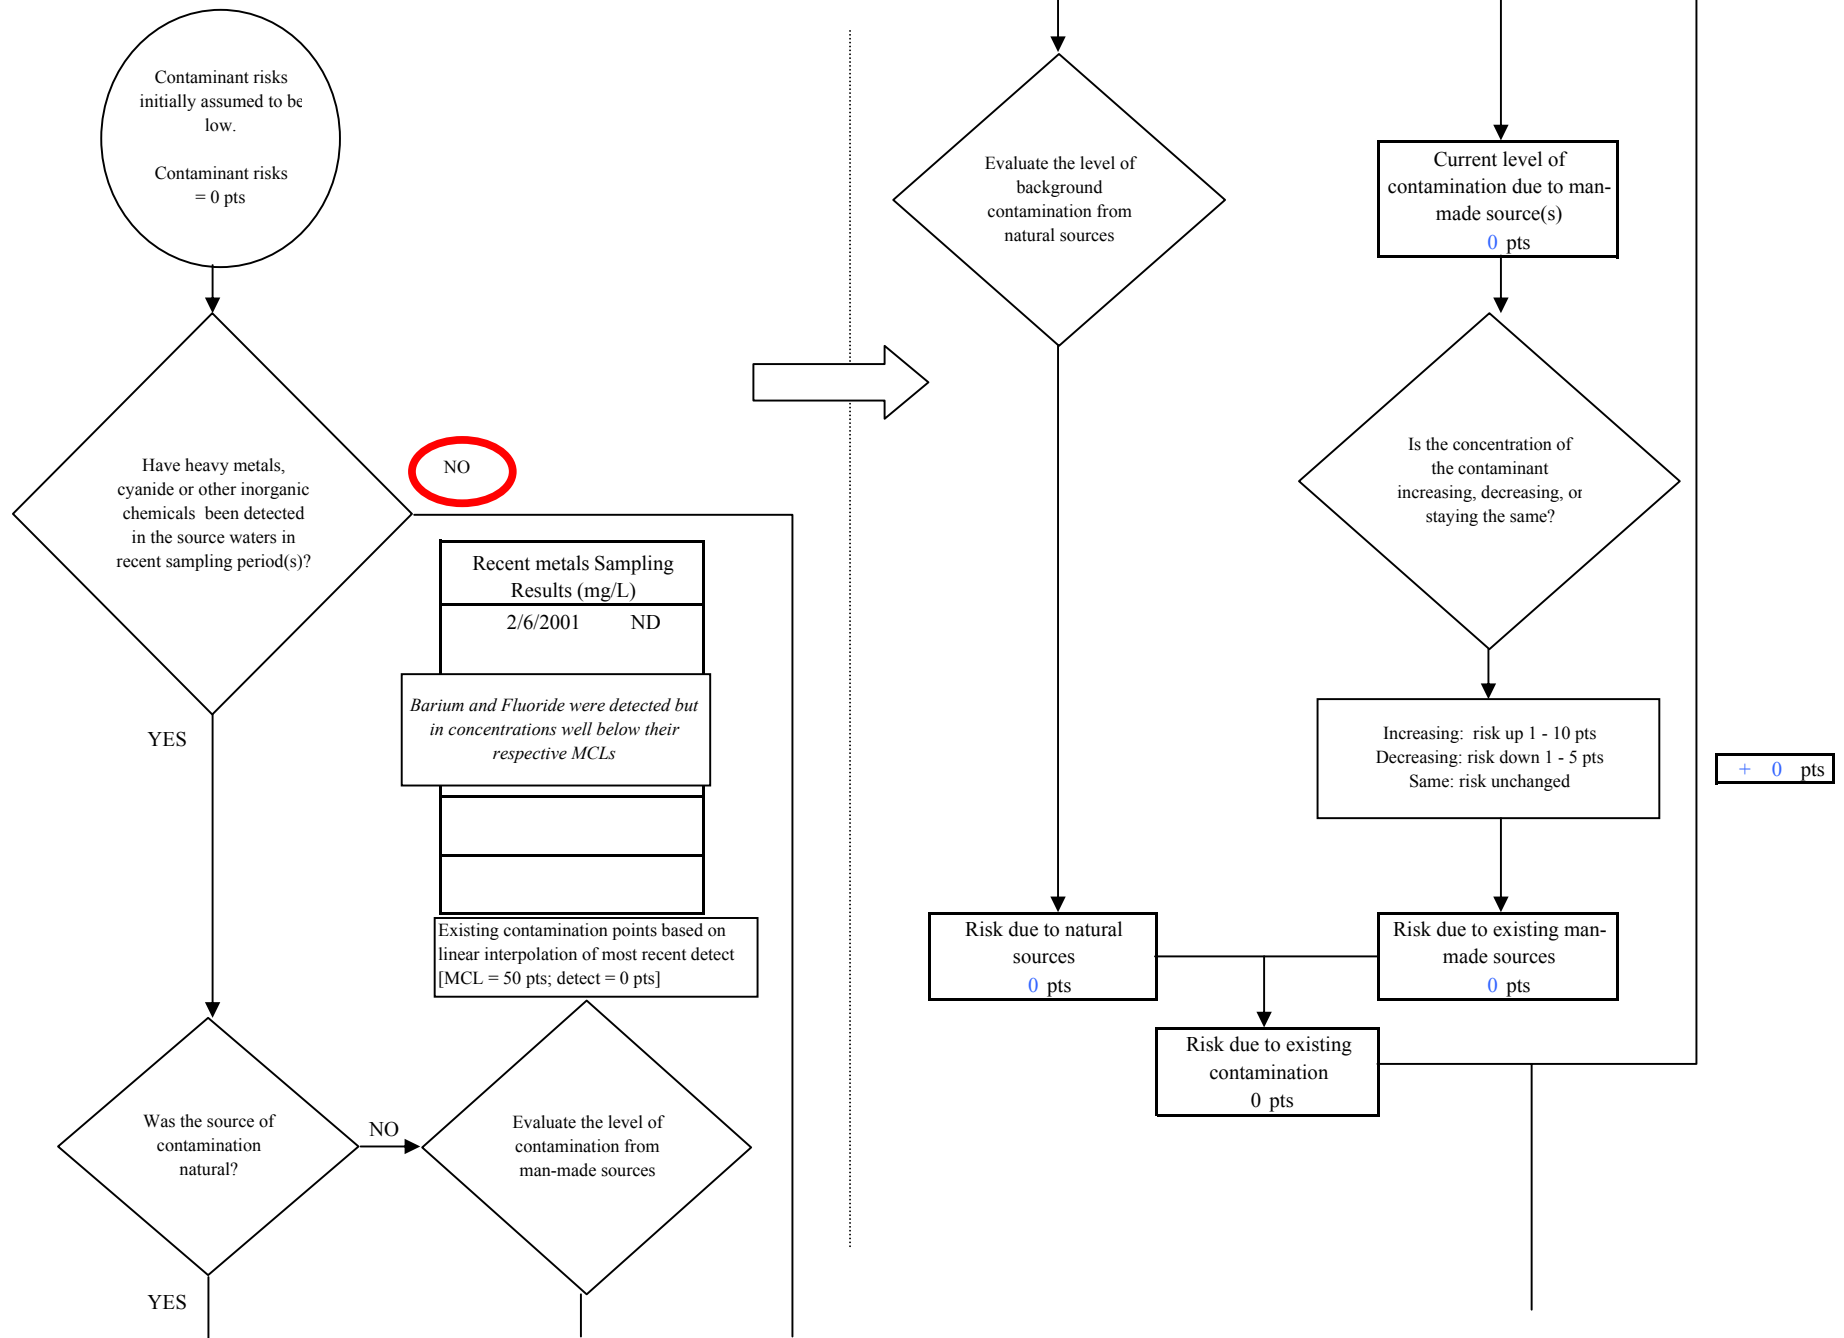 Contaminant risks
initially assumed to be
low.
Contaminant risks
= 0 pts
Have heavy metals,
cyanide or other inorganic
chemicals been detected
in the source waters in
recent sampling period(s)?
NO
Recent metals Sampling
Results (mg/L)
2/6/2001 ND
Barium and Fluoride were detected but
in concentrations well below their
respective MCLs
YES
Existing contamination points based on
linear interpolation of most recent detect
[MCL = 50 pts; detect = 0 pts]
Was the source of
contamination
natural?
NO
Evaluate the level of
contamination from
man-made sources
YES
Evaluate the level of
background
contamination from
natural sources
Current level of
contamination due to man-
made source(s)
0 pts
Is the concentration of
the contaminant
increasing, decreasing, or
staying the same?
Increasing: risk up 1 - 10 pts
Decreasing: risk down 1 - 5 pts
Same: risk unchanged
+ 0 pts
Risk due to natural
sources
0 pts
Risk due to existing man-
made sources
0 pts
Risk due to existing
contamination
0 pts